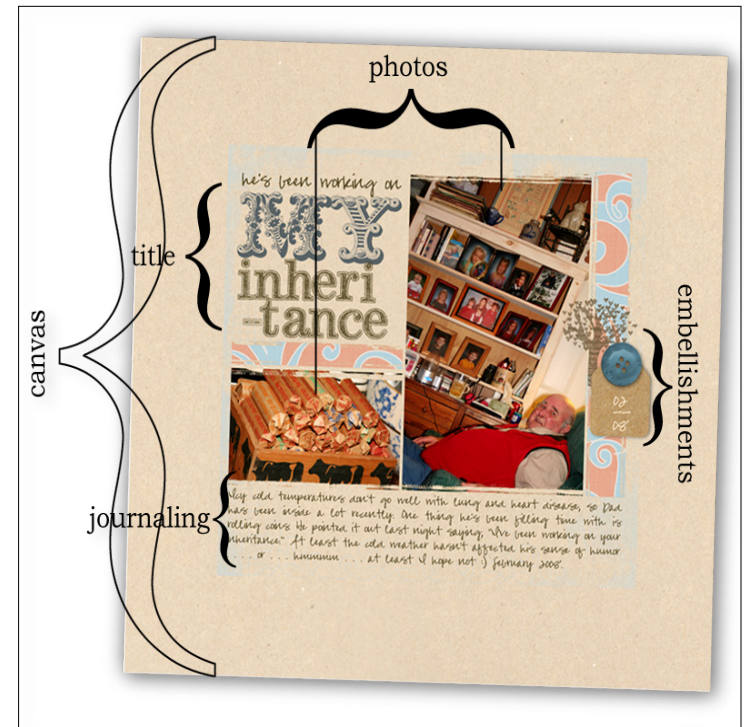 photos
he's been working on
MY
inheri
-tance
title
canvas
embellishments
02
08
journaling
Icy cold temperatures don't go well with lung and heart disease, so Dad
has been inside a lot recently. One thing he's been filling time with is
rolling coins. He pointed it out last night saying, "I've been working on your
inheritance." At least the cold weather hasn't affected his sense of humor
. . . or . . . hmmmm . . . at least I hope not :) february 2008.